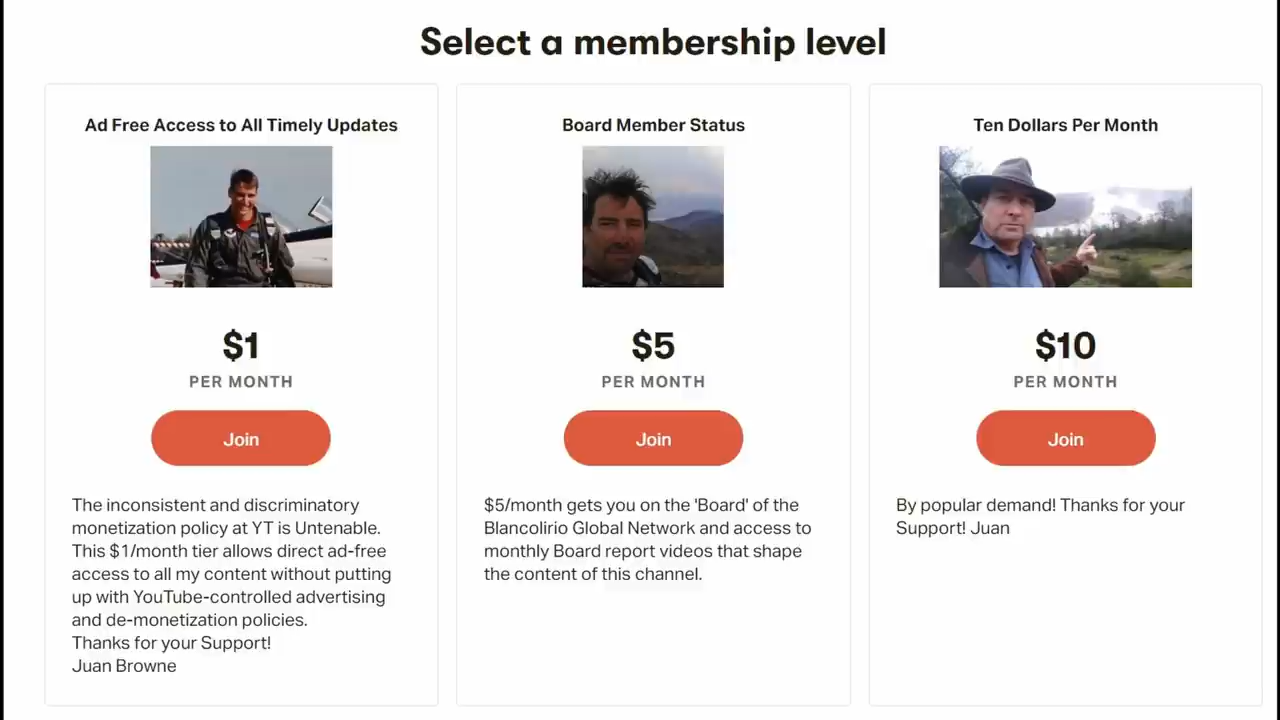 Select a membership level
Ad Free Access to All Timely Updates
$1
PER MONTH
Join
The inconsistent and discriminatory
monetization policy at YT is Untenable.
This $1/month tier allows direct ad-free
access to all my content without putting
up with YouTube-controlled advertising
and de-monetization policies.
Thanks for your Support!
Juan Browne
Board Member Status
$5
PER MONTH
Join
$5/month gets you on the 'Board' of the
Blancolirio Global Network and access to
monthly Board report videos that shape
the content of this channel.
Ten Dollars Per Month
$10
PER MONTH
Join
By popular demand! Thanks for your
Support! Juan